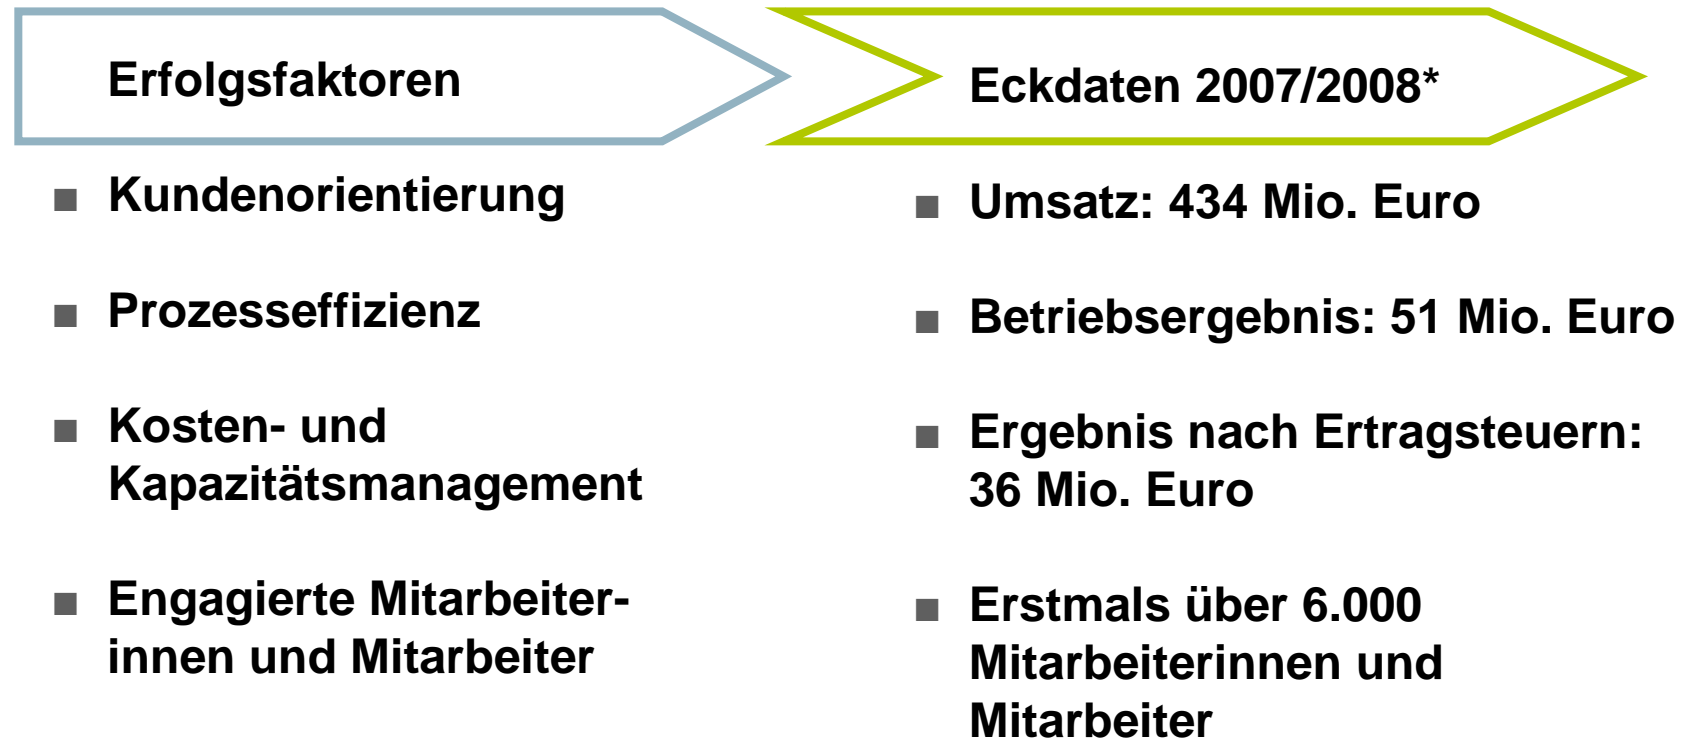 Erfolgsfaktoren
Kundenorientierung
Prozesseffizienz
Kosten- und
Kapazitätsmanagement
Engagierte Mitarbeiter-
innen und Mitarbeiter
Eckdaten 2007/2008*
Umsatz: 434 Mio. Euro
Betriebsergebnis: 51 Mio. Euro
Ergebnis nach Ertragsteuern:
36 Mio. Euro
Erstmals über 6.000
Mitarbeiterinnen und
Mitarbeiter